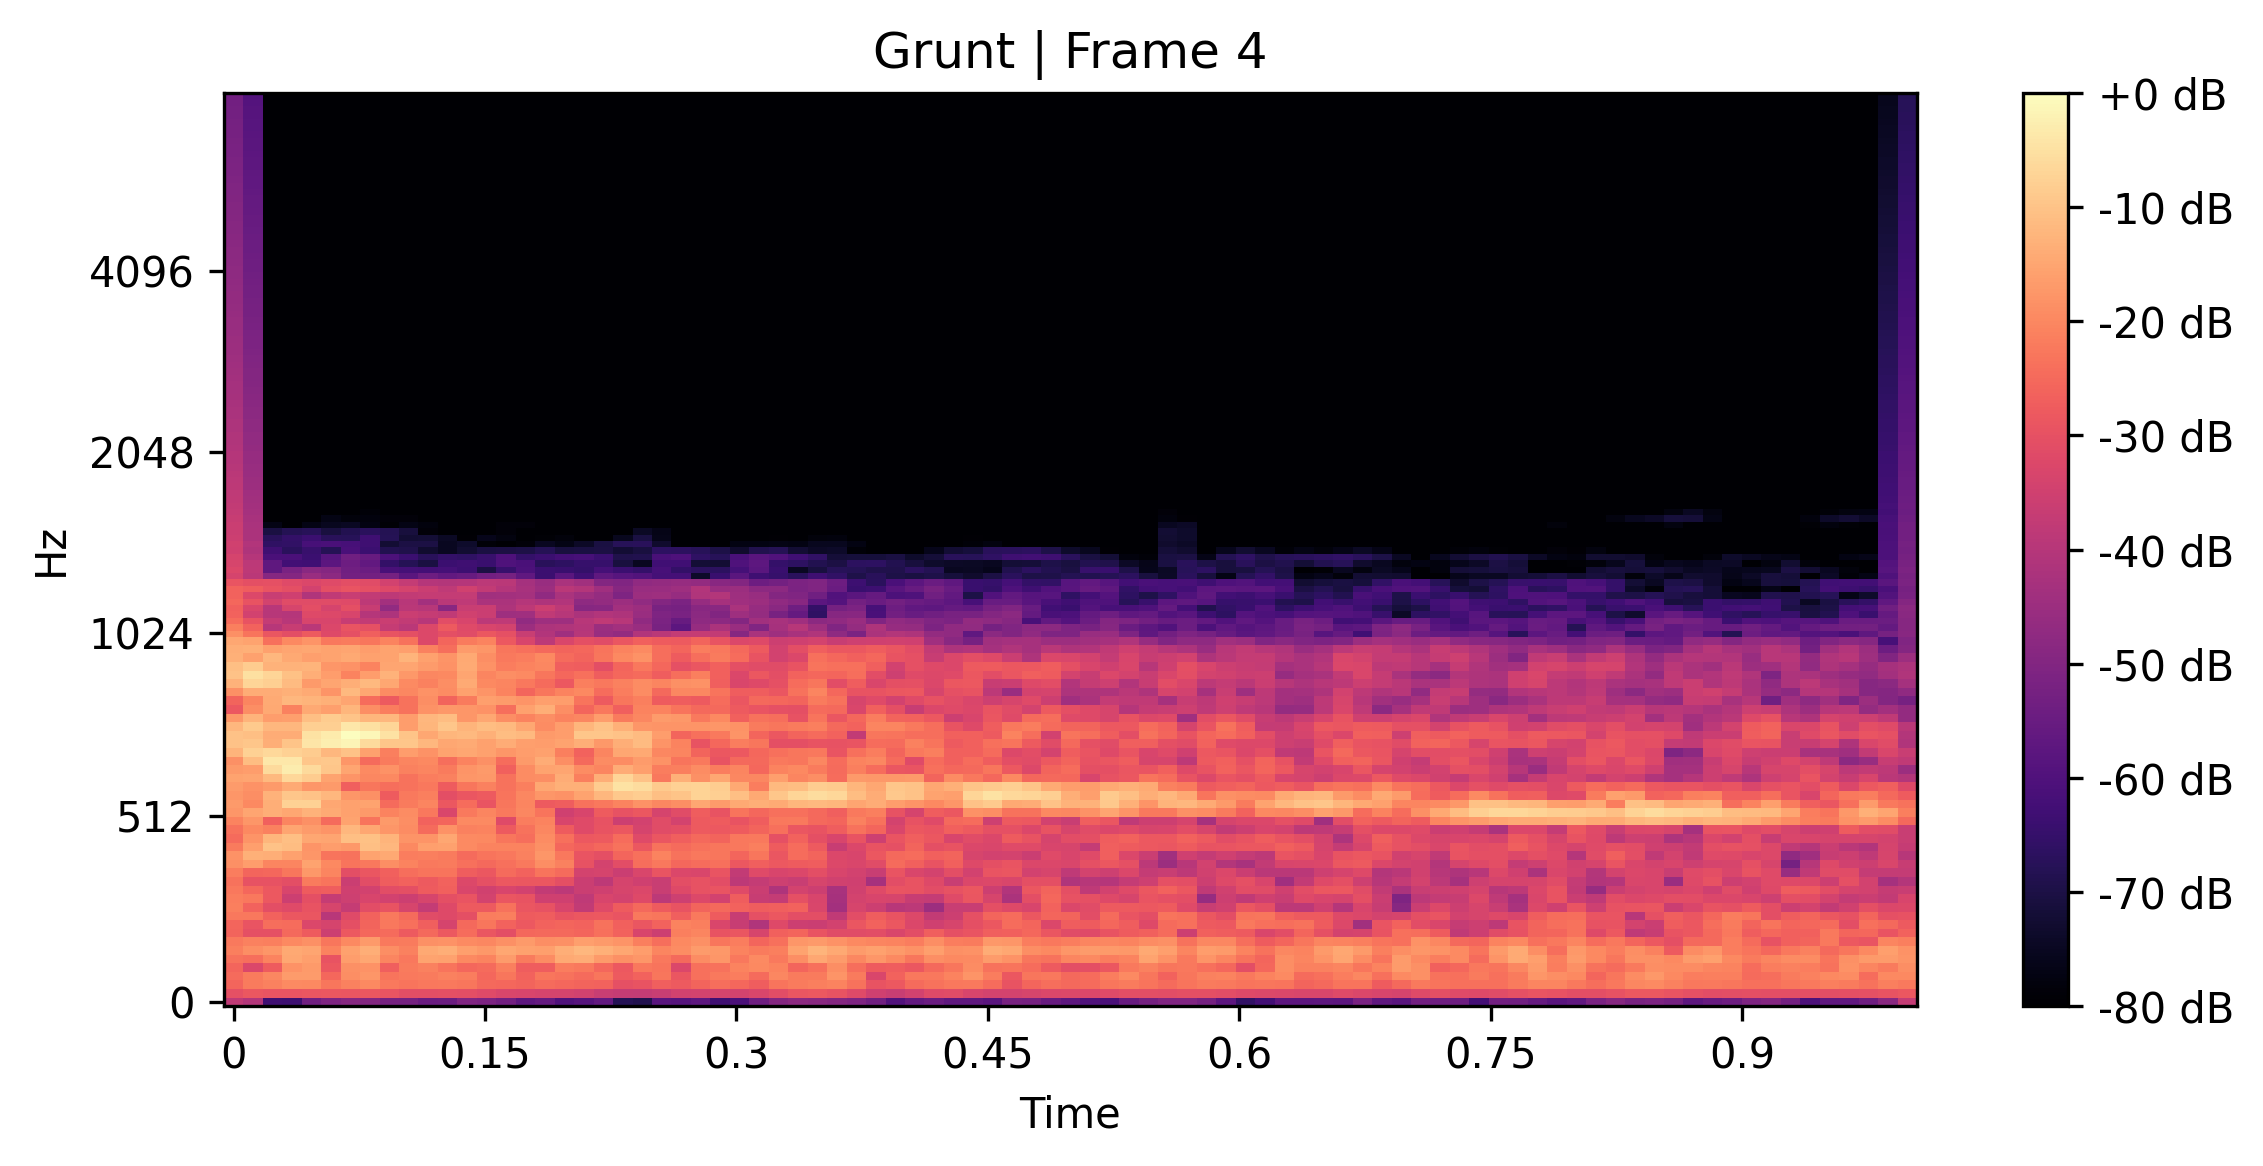 Grunt | Frame 4
+0 dB
-10 dB
-20 dB
-30 dB
-40 dB
-50 dB
-60 dB
-70 dB
-80 dB
Hz
4096
2048
1024
512
0
0 0.15 0.3 0.45 0.6 0.75 0.9
Time